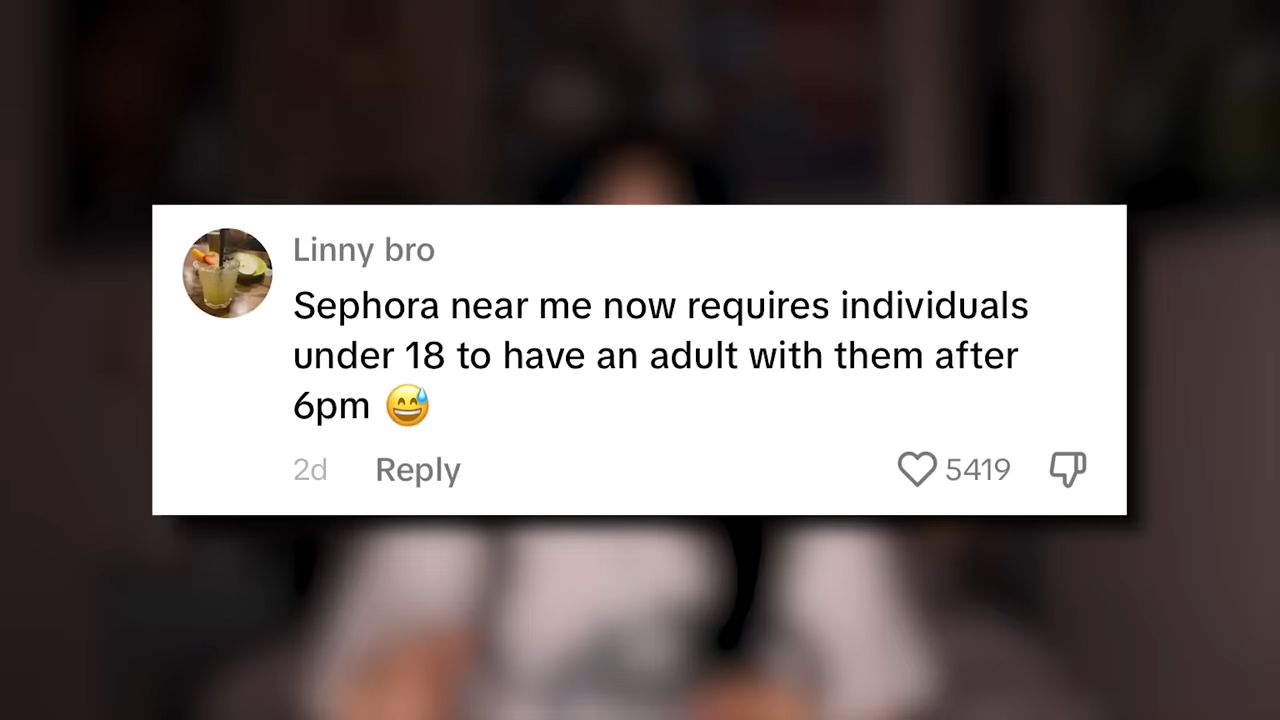 Linny bro
Sephora near me now requires individuals
under 18 to have an adult with them after
6pm 😅
2d Reply 5419